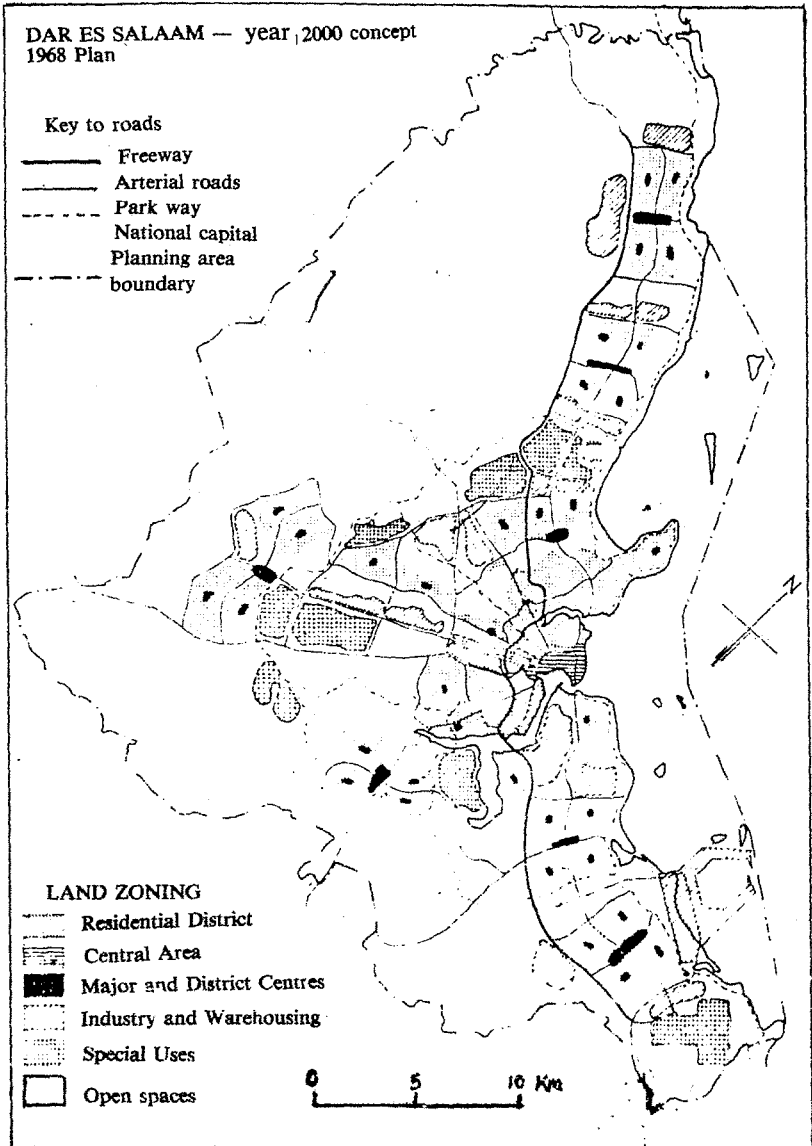 DAR ES SALAAM — year 2000 concept
1968 Plan
Key to roads
Freeway
Arterial roads
Park way
National capital
Planning area
boundary
N
LAND ZONING
Residential District
Central Area
Major and District Centres
Industry and Warehousing
Special Uses
Open spaces
0 5 10 Km